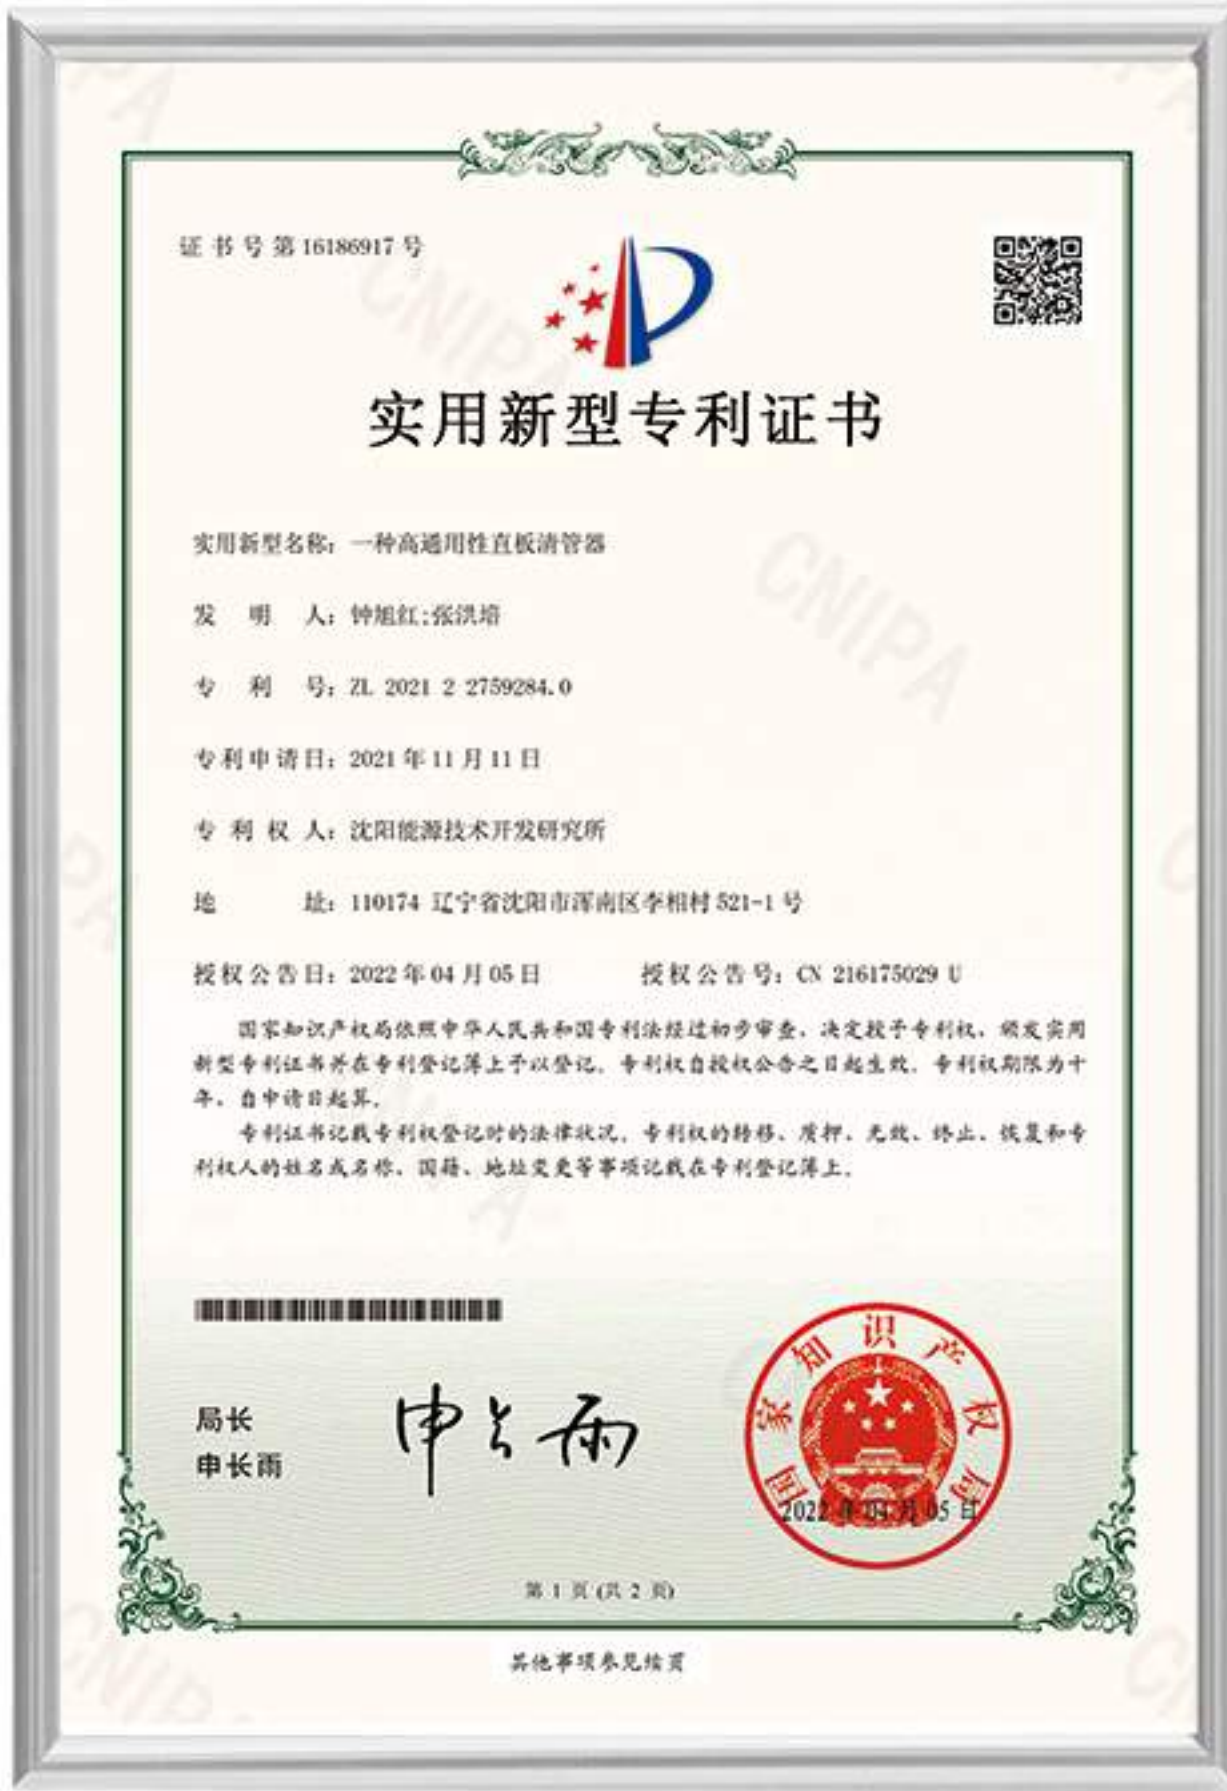 证书号第16186917号
实用新型专利证书
实用新型名称：一种高通用性直板清管器
发明人：钟旭红;张洪培
专利号：ZL 2021 2 2759284.0
专利申请日：2021年11月11日
专利权人：沈阳能源技术开发研究所
地址：110174 辽宁省沈阳市浑南区李相村521-1号
授权公告日：2022年04月05日 授权公告号：CN 216175029 U
国家知识产权局依照中华人民共和国专利法经过初步审查，决定授予专利权，颁发实用
新型专利证书并在专利登记簿上予以登记。专利权自授权公告之日起生效。专利权期限为十
年，自申请日起算。
专利证书记载专利权登记时的法律状况。专利权的转移、质押、无效、终止、恢复和专
利权人的姓名或名称、国籍、地址变更等事项记载在专利登记簿上。
局长
申长雨
申长雨
国家知识产权局
2022年04月05日
第 1 页 (共 2 页)
其他事项参见续页
CNIPA